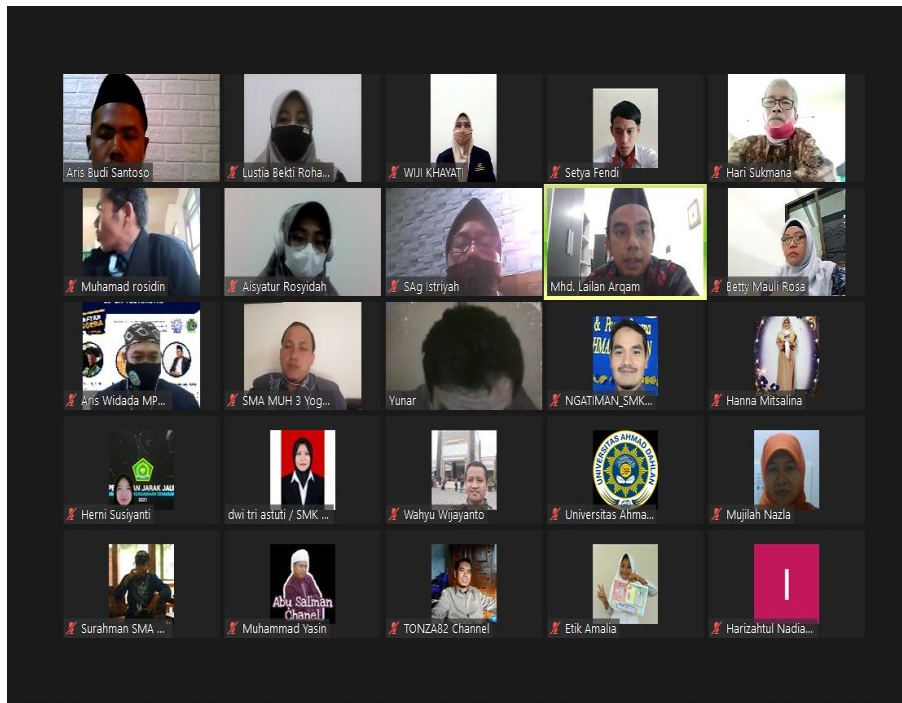 Aris Budi Santoso
Lustia Bekti Roha...
WIJI KHAYATI
Setya Fendi
Hari Sukmana
Muhamad rosidin
Aisyatur Rosyidah
SAg Istriyah
Mhd. Lailan Arqam
Betty Mauli Rosa
Aris Widada MP...
SMA MUH 3 Yog...
Yunar
NGATIMAN_SMK...
Hanna Mitsalina
2021
Herni Susiyanti
dwi tri astuti / SMK ...
Wahyu Wijayanto
UNIVERSITAS AHMAD DAHLAN
Universitas Ahma...
Mujilah Nazla
Surahman SMA ...
Abu Salman
Chanel
Muhammad Yasin
TONZA82 Channel
Etik Amalia
I
Harizahtul Nadia...